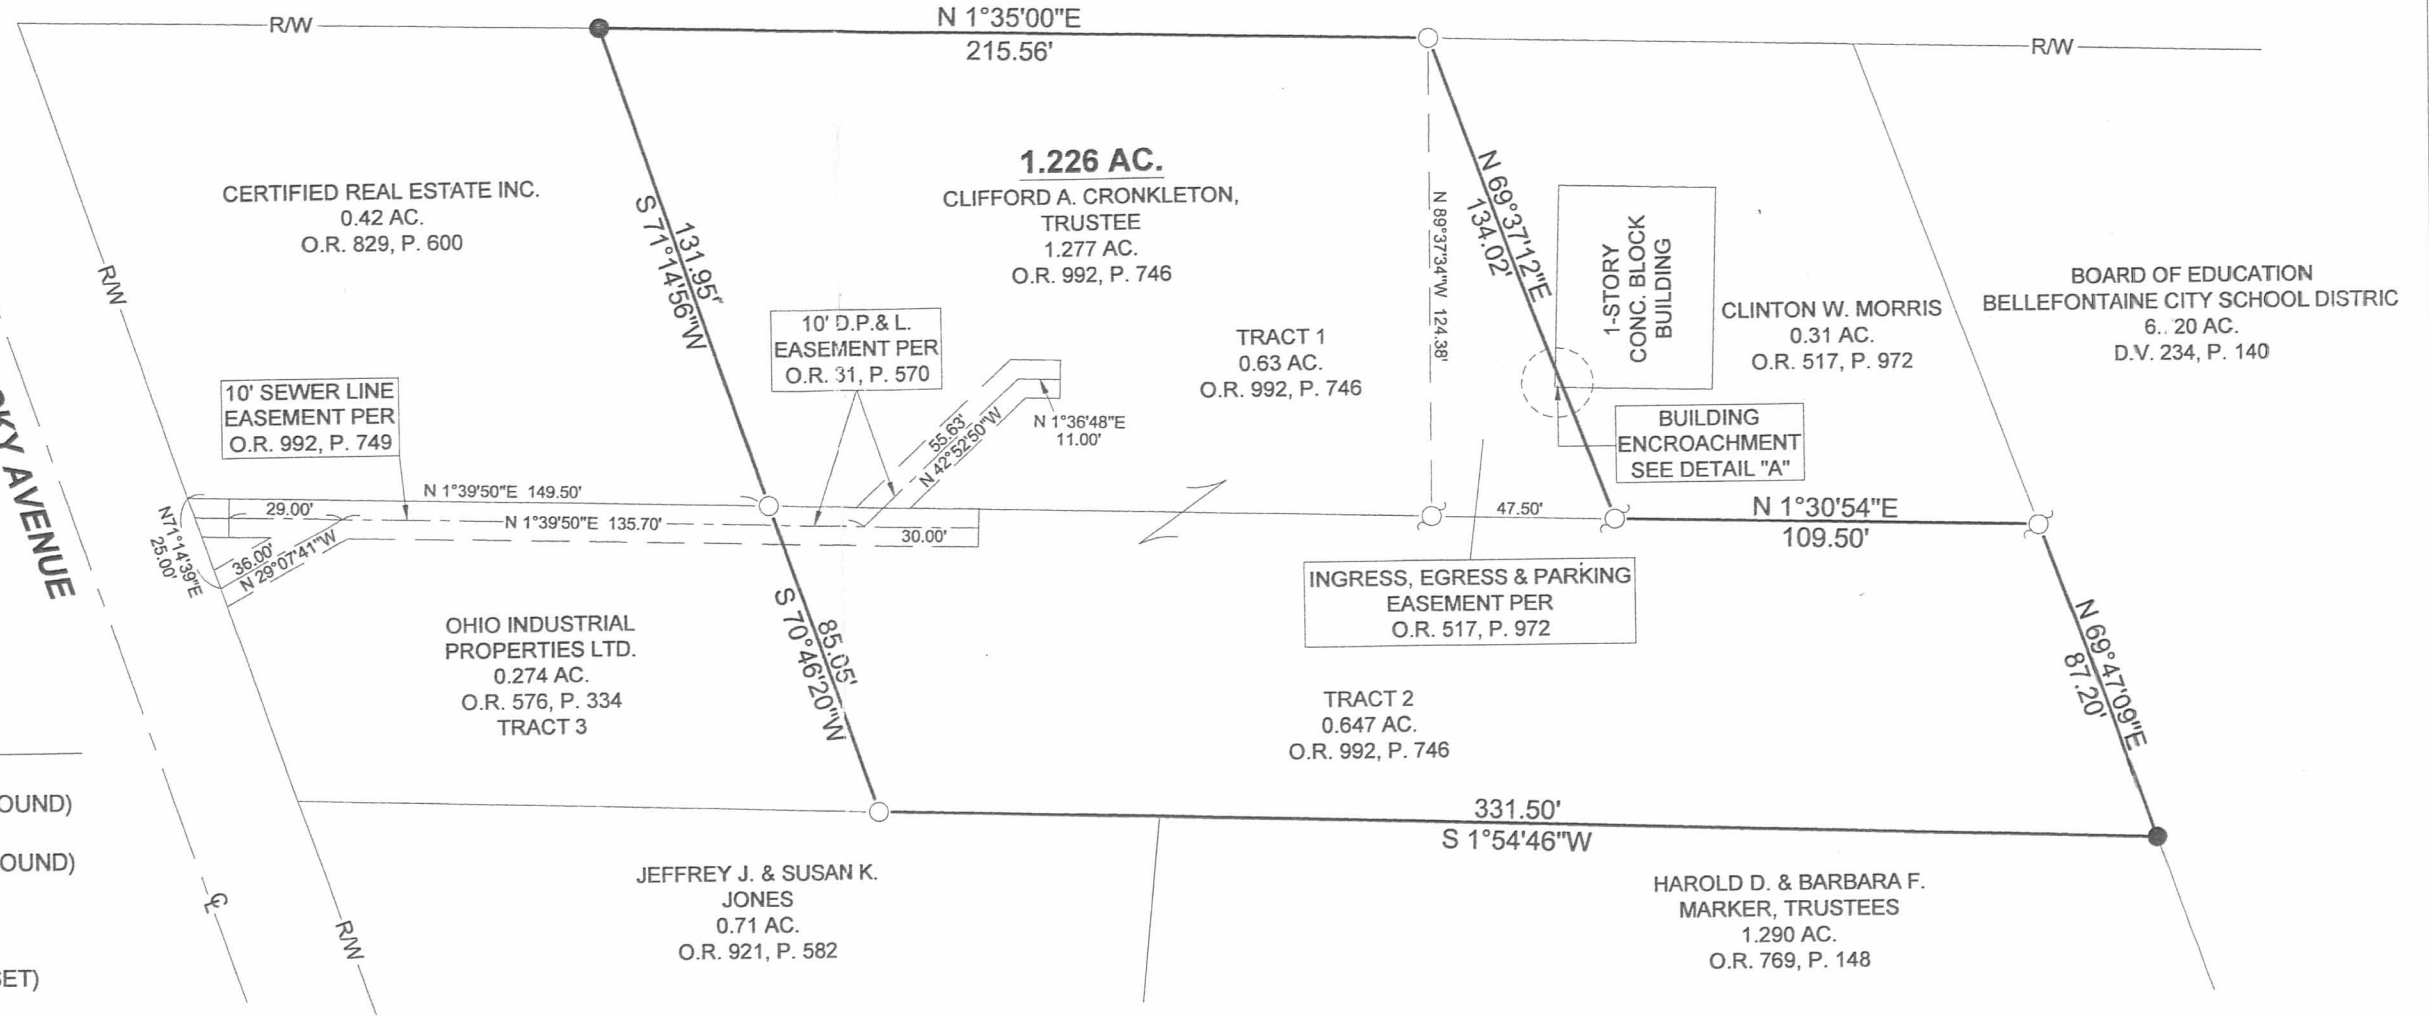 R/W
N 1°35'00"E
215.56'
R/W
R/W
CERTIFIED REAL ESTATE INC.
0.42 AC.
O.R. 829, P. 600
131.95'
S 71°14'56"W
1.226 AC.
CLIFFORD A. CRONKLETON,
TRUSTEE
1.277 AC.
O.R. 992, P. 746
N 89°37'34"W 124.38'
N 69°37'12"E
134.02'
1-STORY
CONC. BLOCK
BUILDING
CLINTON W. MORRIS
0.31 AC.
O.R. 517, P. 972
BOARD OF EDUCATION
BELLEFONTAINE CITY SCHOOL DISTRIC
6. 20 AC.
D.V. 234, P. 140
10' D.P.& L.
EASEMENT PER
O.R. 31, P. 570
TRACT 1
0.63 AC.
O.R. 992, P. 746
10' SEWER LINE
EASEMENT PER
O.R. 992, P. 749
55.63'
N 42°52'50"W
N 1°36'48"E
11.00'
BUILDING
ENCROACHMENT
SEE DETAIL "A"
KY AVENUE
N 1°39'50"E 149.50'
29.00'
N 1°39'50"E 135.70'
30.00'
47.50'
N 1°30'54"E
109.50'
N71°14'39"E
25.00'
36.00'
N 29°07'41"W
INGRESS, EGRESS & PARKING
EASEMENT PER
O.R. 517, P. 972
OHIO INDUSTRIAL
PROPERTIES LTD.
0.274 AC.
O.R. 576, P. 334
TRACT 3
85.05'
S 70°46'20"W
TRACT 2
0.647 AC.
O.R. 992, P. 746
N 69°47'09"E
87.20'
331.50'
S 1°54'46"W
OUND)
OUND)
SET)
R/W
JEFFREY J. & SUSAN K.
JONES
0.71 AC.
O.R. 921, P. 582
HAROLD D. & BARBARA F.
MARKER, TRUSTEES
1.290 AC.
O.R. 769, P. 148